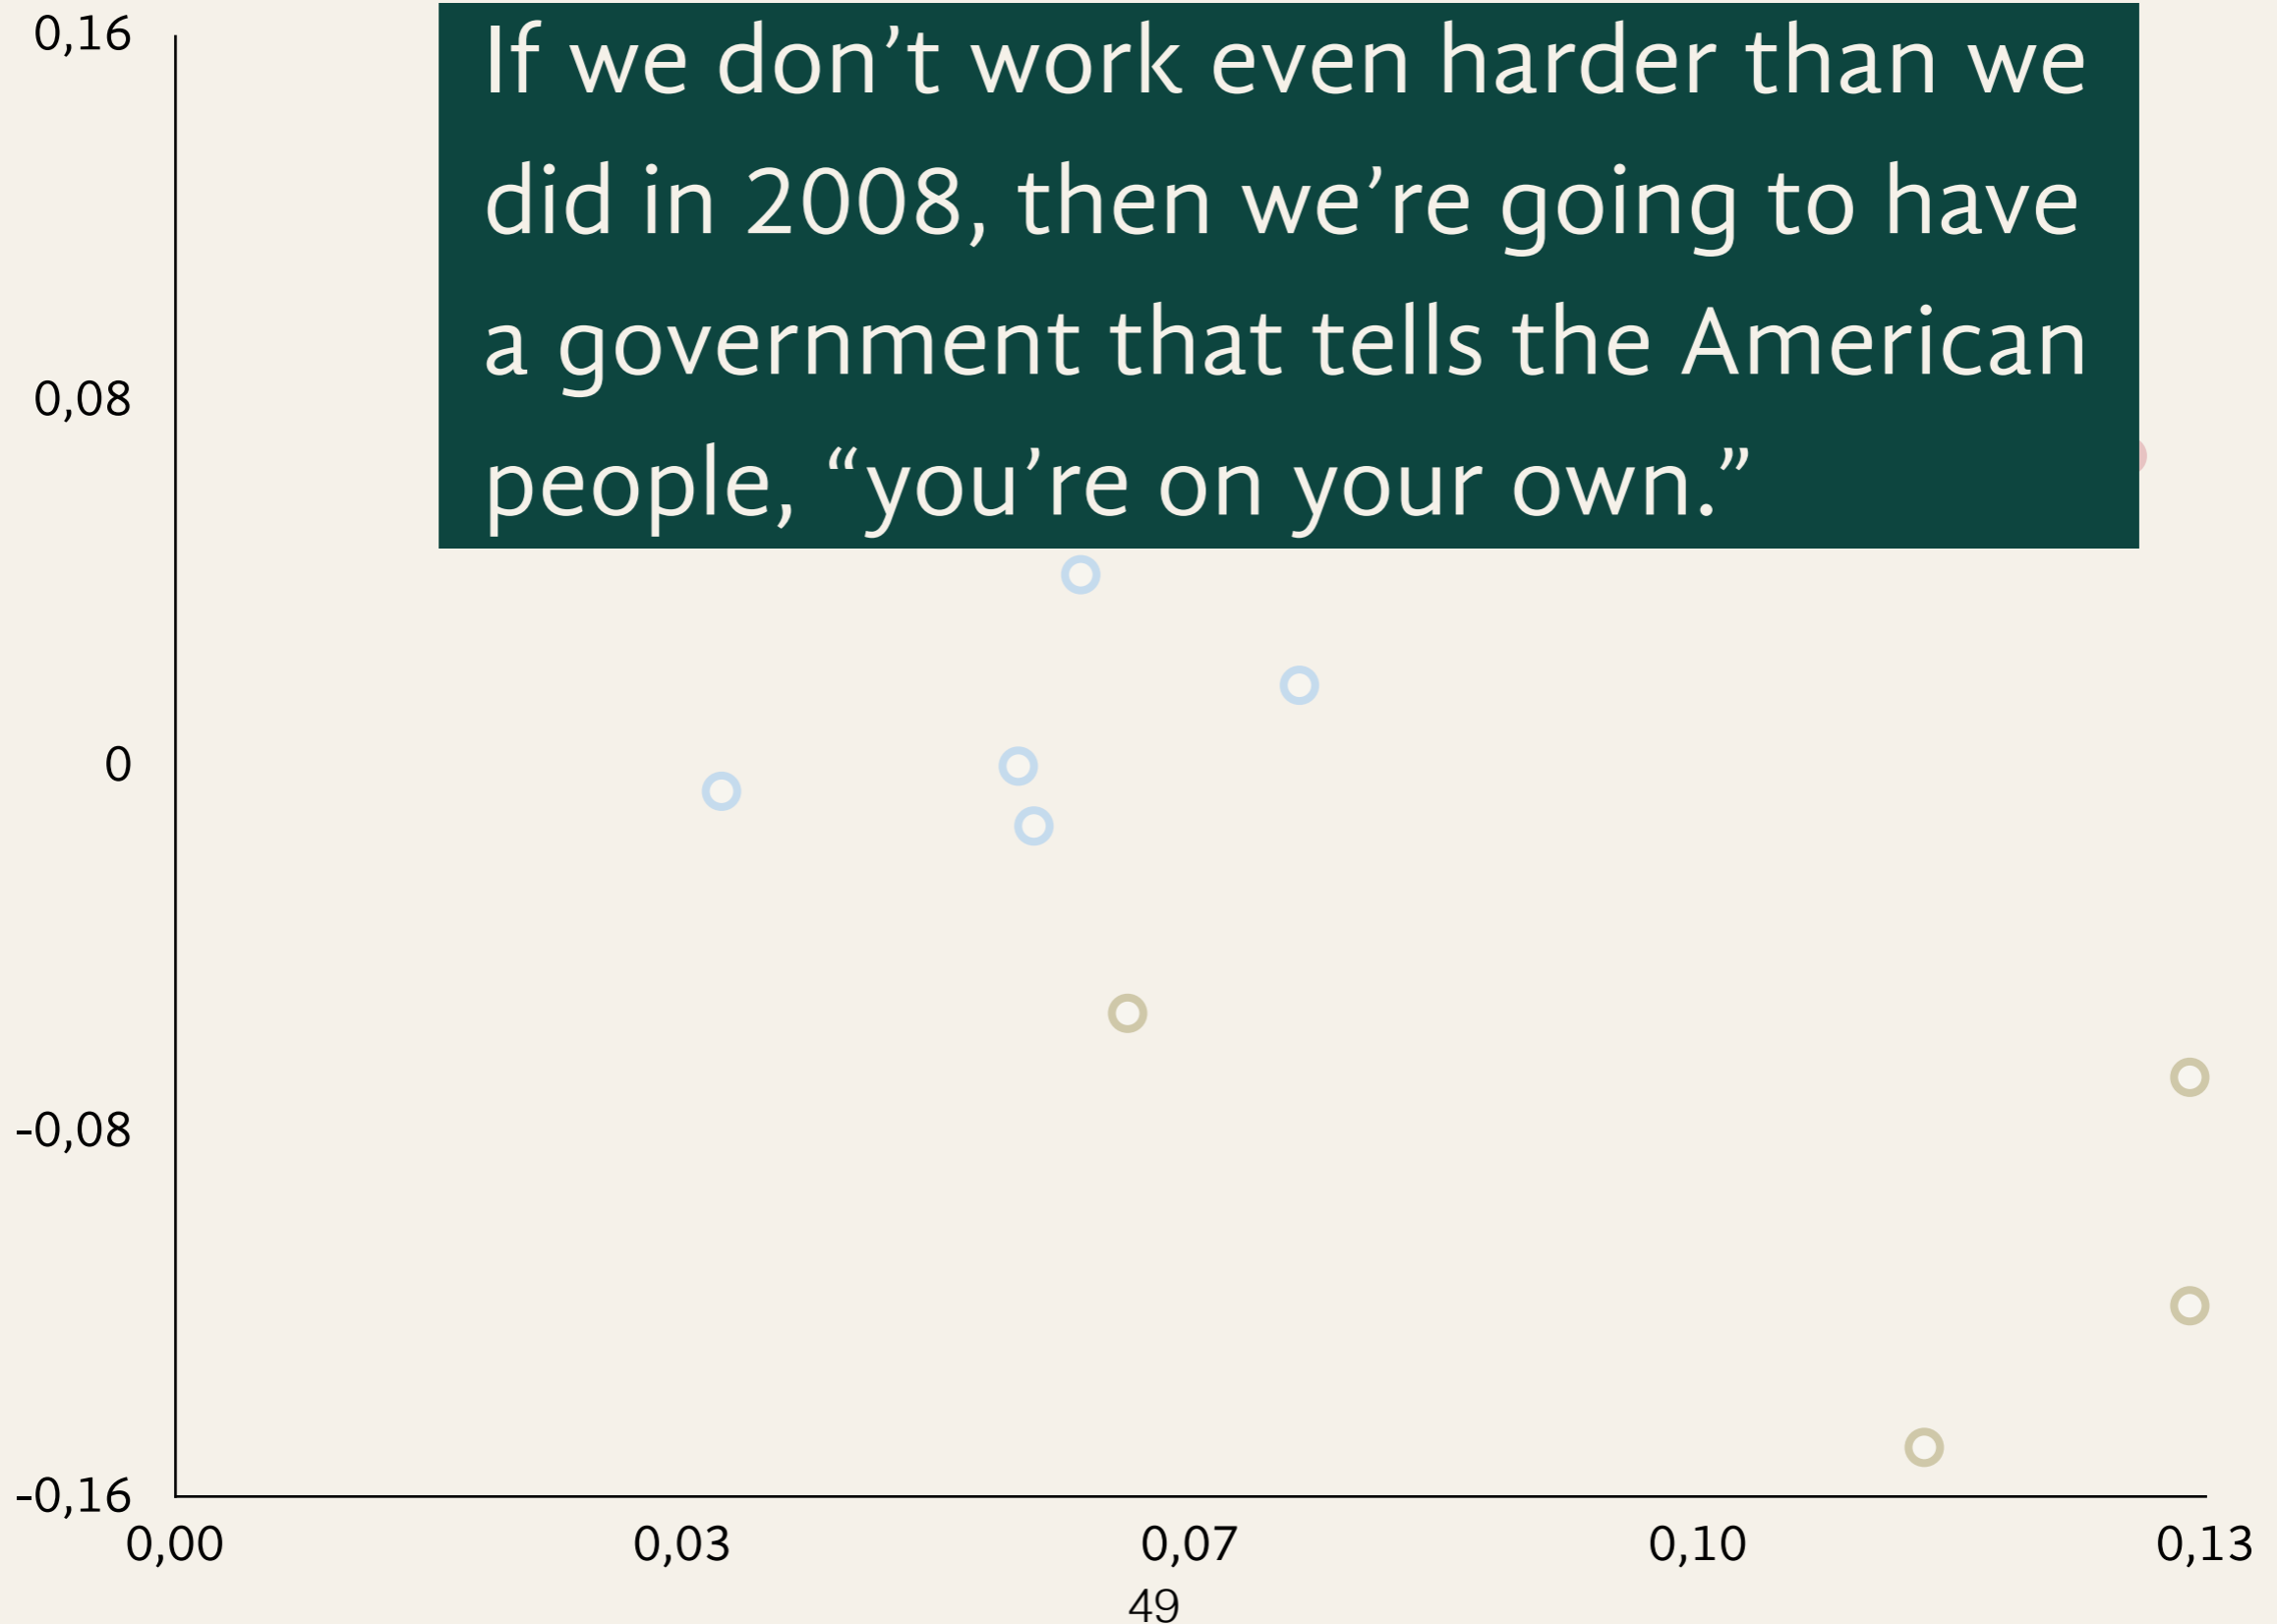 If we don’t work even harder than we
did in 2008, then we’re going to have
a government that tells the American
people, “you’re on your own.”
0,16
0,08
0
-0,08
-0,16
0,00 0,03 0,07 0,10 0,13
49